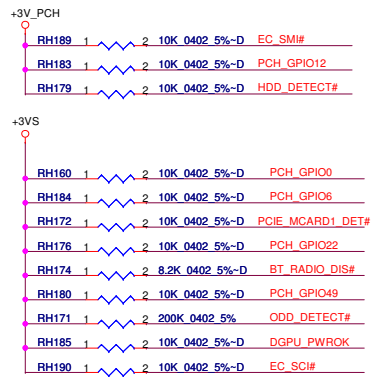 +3V_PCH
RH189 1 2 10K_0402_5%~D EC_SMI#
RH183 1 2 10K_0402_5%~D PCH_GPIO12
RH179 1 2 10K_0402_5%~D HDD_DETECT#
+3VS
RH160 1 2 10K_0402_5%~D PCH_GPIO0
RH184 1 2 10K_0402_5%~D PCH_GPIO6
RH172 1 2 10K_0402_5%~D PCIE_MCARD1_DET#
RH176 1 2 10K_0402_5%~D PCH_GPIO22
RH174 1 2 8.2K_0402_5%~D BT_RADIO_DIS#
RH180 1 2 10K_0402_5%~D PCH_GPIO49
RH171 1 2 200K_0402_5% ODD_DETECT#
RH185 1 2 10K_0402_5%~D DGPU_PWROK
RH190 1 2 10K_0402_5%~D EC_SCI#